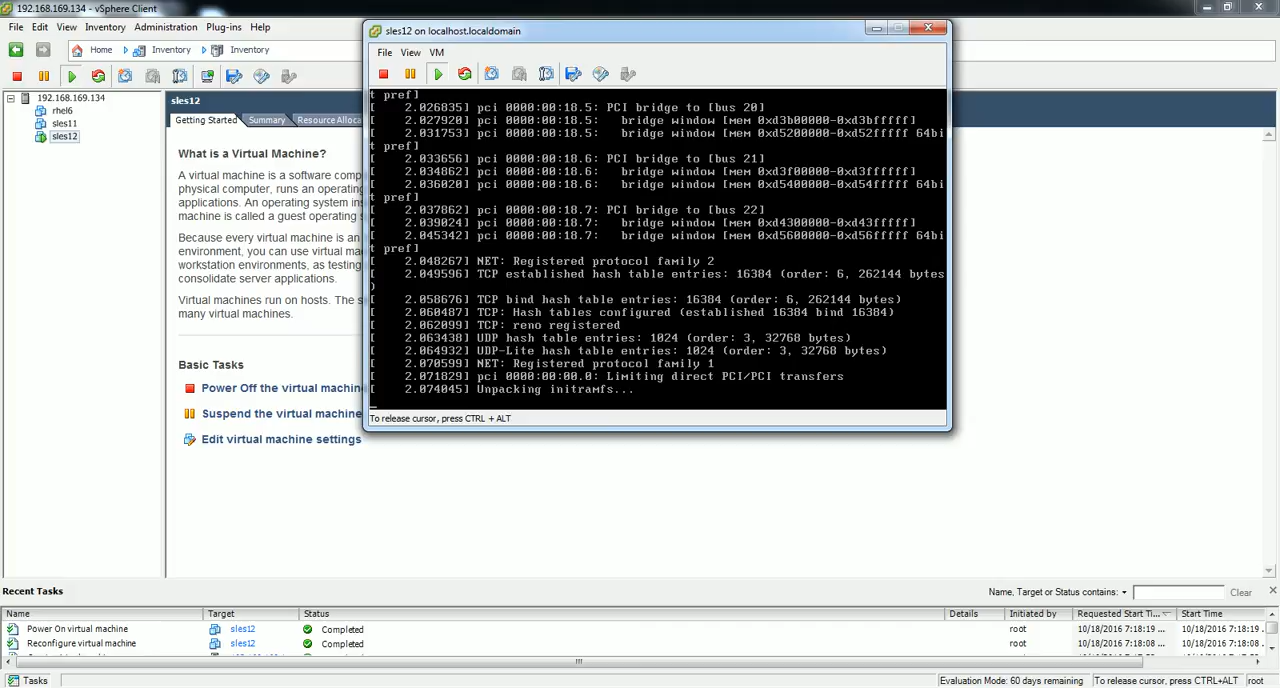 192.168.169.134 - vSphere Client
File Edit View Inventory Administration Plug-ins Help
Home Inventory Inventory
192.168.169.134
rhel6
sles11
sles12
sles12
Getting Started Summary Resource Alloca
What is a Virtual Machine?
A virtual machine is a software comp
physical computer, runs an operating
applications. An operating system ins
machine is called a guest operating s
Because every virtual machine is an
environment, you can use virtual ma
workstation environments, as testing
consolidate server applications.
Virtual machines run on hosts. The s
many virtual machines.
Basic Tasks
Power Off the virtual machin
Suspend the virtual machine
Edit virtual machine settings
sles12 on localhost.localdomain
File View VM
t pref]
[ 2.026835] pci 0000:00:18.5: PCI bridge to [bus 20]
[ 2.027920] pci 0000:00:18.5: bridge window [mem 0xd3b00000-0xd3bfffff]
[ 2.031753] pci 0000:00:18.5: bridge window [mem 0xd5200000-0xd52fffff 64bi
t pref]
[ 2.033656] pci 0000:00:18.6: PCI bridge to [bus 21]
[ 2.034862] pci 0000:00:18.6: bridge window [mem 0xd3f00000-0xd3ffffff]
[ 2.036020] pci 0000:00:18.6: bridge window [mem 0xd5400000-0xd54fffff 64bi
t pref]
[ 2.037862] pci 0000:00:18.7: PCI bridge to [bus 22]
[ 2.039024] pci 0000:00:18.7: bridge window [mem 0xd4300000-0xd43fffff]
[ 2.045342] pci 0000:00:18.7: bridge window [mem 0xd5600000-0xd56fffff 64bi
t pref]
[ 2.048267] NET: Registered protocol family 2
[ 2.049596] TCP established hash table entries: 16384 (order: 6, 262144 bytes
)
[ 2.058676] TCP bind hash table entries: 16384 (order: 6, 262144 bytes)
[ 2.060487] TCP: Hash tables configured (established 16384 bind 16384)
[ 2.062099] TCP: reno registered
[ 2.063438] UDP hash table entries: 1024 (order: 3, 32768 bytes)
[ 2.064932] UDP-Lite hash table entries: 1024 (order: 3, 32768 bytes)
[ 2.070599] NET: Registered protocol family 1
[ 2.071829] pci 0000:00:00.0: Limiting direct PCI/PCI transfers
[ 2.074045] Unpacking initramfs...
To release cursor, press CTRL + ALT
Recent Tasks Name, Target or Status contains: Clear
Name Target Status Details Initiated by Requested Start Ti... Start Time
Power On virtual machine sles12 Completed root 10/18/2016 7:18:19 ... 10/18/2016 7:18:19 .
Reconfigure virtual machine sles12 Completed root 10/18/2016 7:18:08 ... 10/18/2016 7:18:08 .
Tasks Evaluation Mode: 60 days remaining To release cursor, press CTRL+ALT root